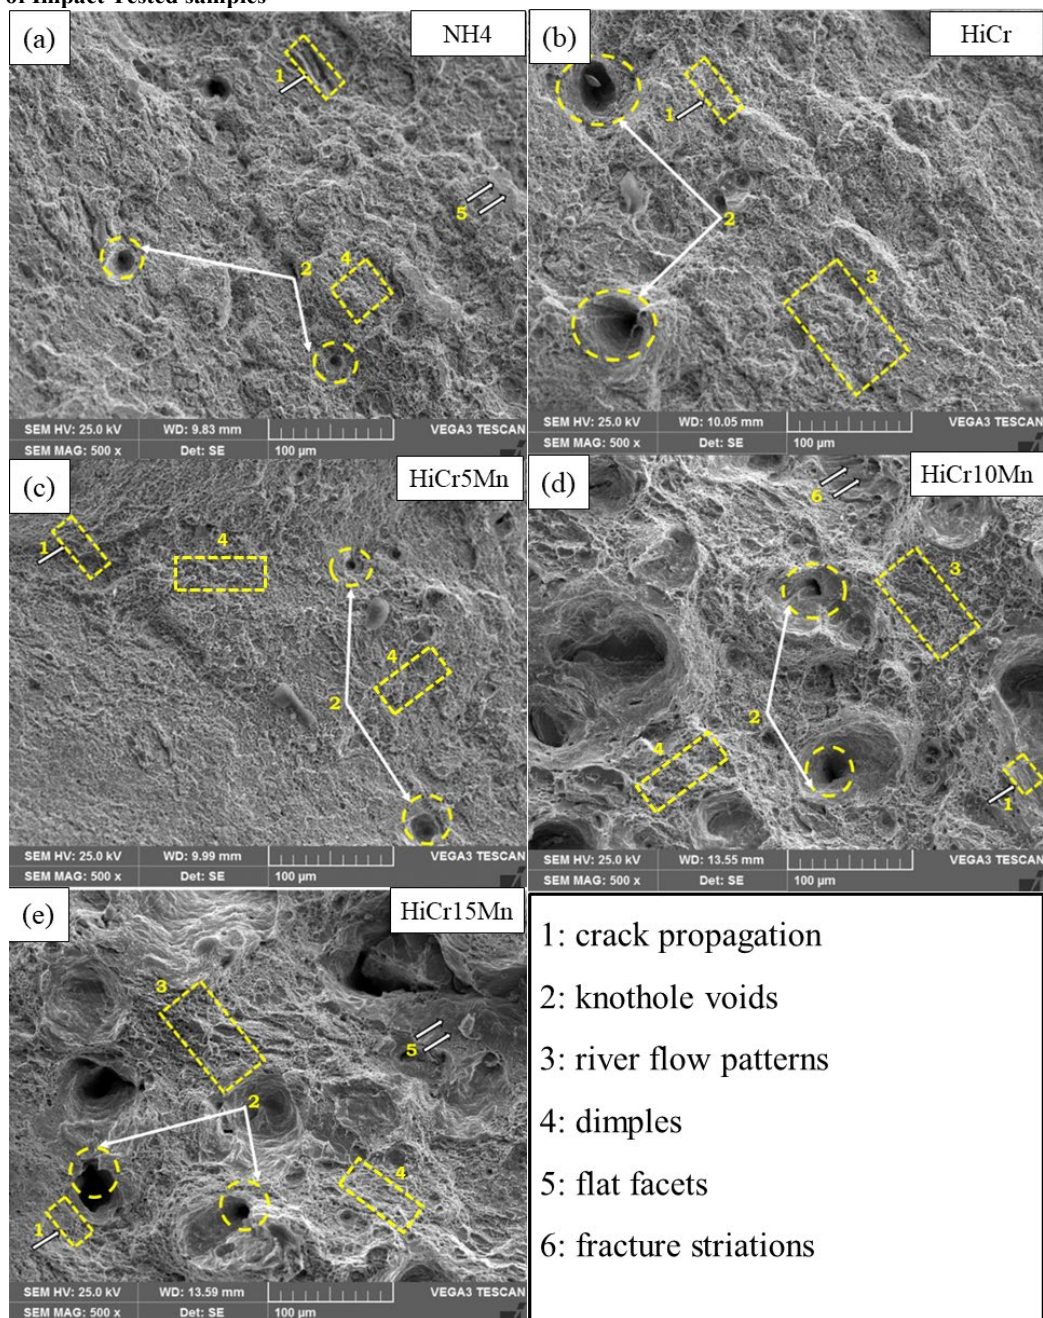 of Impact Tested samples
(a)
NH4
1
5
4
2
SEM HV: 25.0 kV WD: 9.83 mm VEGA3 TESCAN
SEM MAG: 500 x Det: SE 100 µm
(b)
HiCr
1
2
3
SEM HV: 25.0 kV WD: 10.05 mm VEGA3 TESCAN
SEM MAG: 500 x Det: SE 100 µm
(c)
HiCr5Mn
1
4
4
2
SEM HV: 25.0 kV WD: 9.99 mm VEGA3 TESCAN
SEM MAG: 500 x Det: SE 100 µm
(d)
HiCr10Mn
6
3
2
4
1
SEM HV: 25.0 kV WD: 13.55 mm VEGA3 TESCAN
SEM MAG: 500 x Det: SE 100 µm
(e)
HiCr15Mn
3
5
2
4
1
SEM HV: 25.0 kV WD: 13.59 mm VEGA3 TESCAN
SEM MAG: 500 x Det: SE 100 µm
1: crack propagation
2: knothole voids
3: river flow patterns
4: dimples
5: flat facets
6: fracture striations